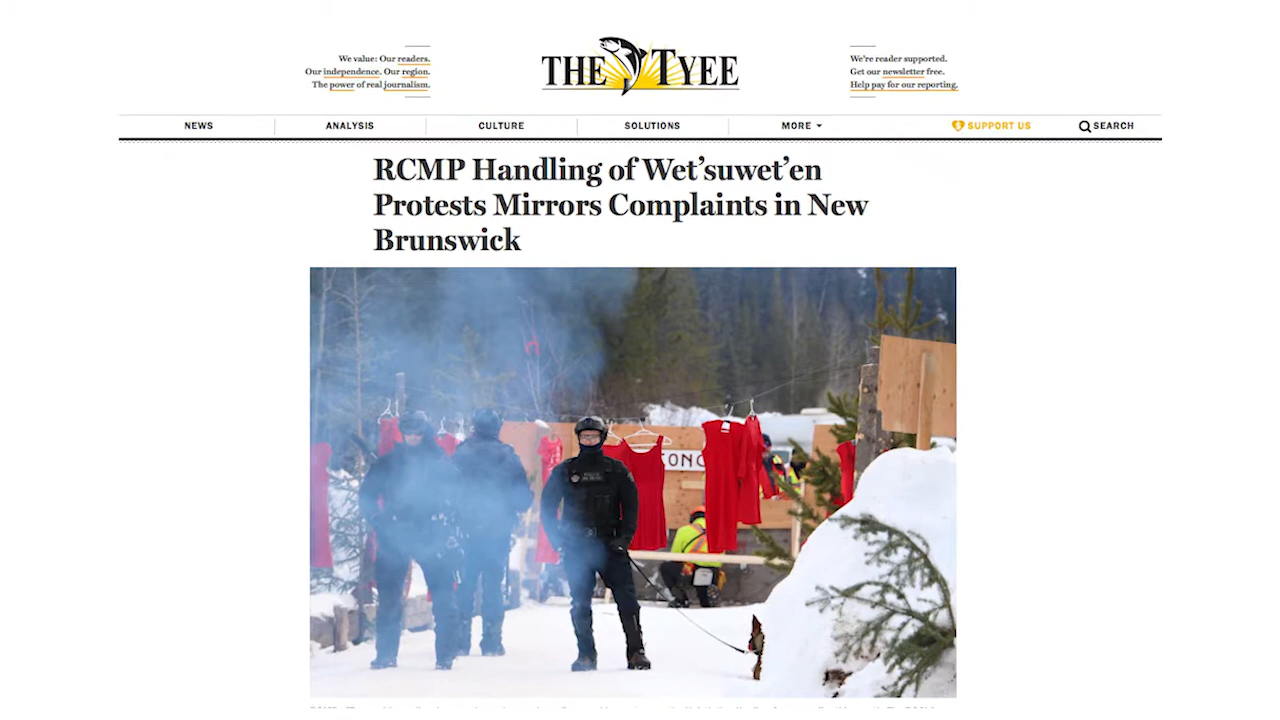 We value: Our readers.
Our independence. Our region.
The power of real journalism.
THE TYEE
We're reader supported.
Get our newsletter free.
Help pay for our reporting.
NEWS
ANALYSIS
CULTURE
SOLUTIONS
MORE
SUPPORT US
SEARCH
RCMP Handling of Wet'suwet'en
Protests Mirrors Complaints in New
Brunswick